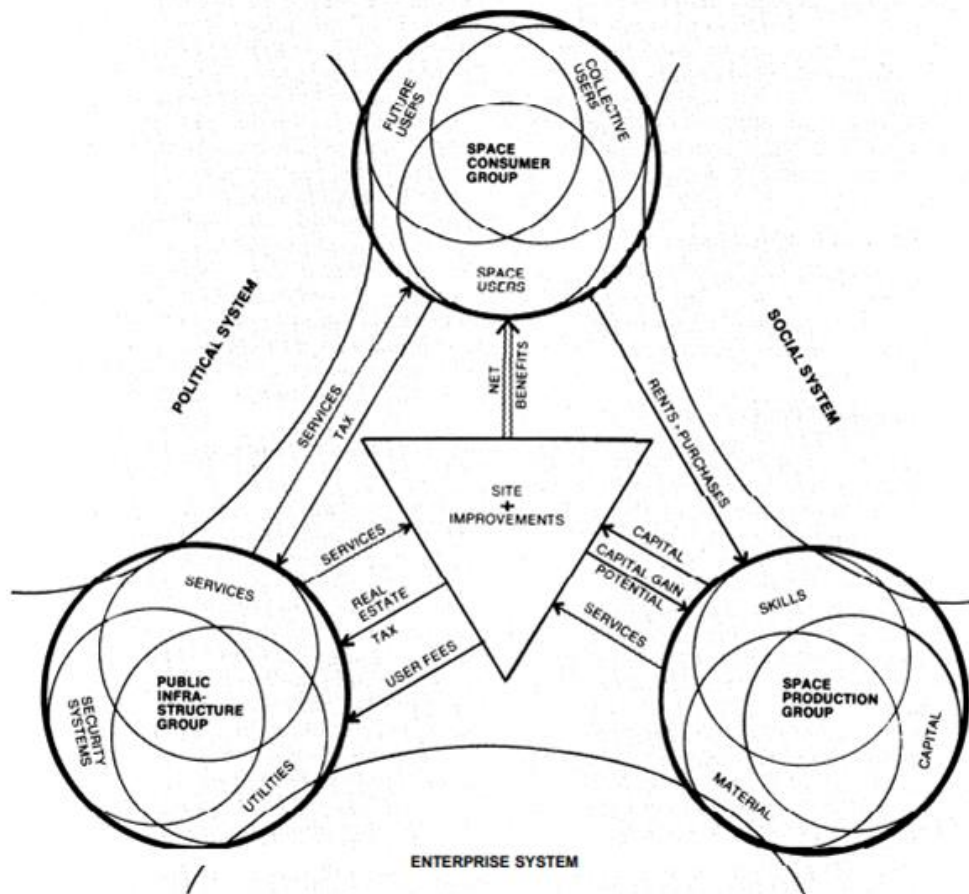 FUTURE
USERS
COLLECTIVE
USERS
SPACE
CONSUMER
GROUP
SPACE
USERS
POLITICAL SYSTEM
SOCIAL SYSTEM
SERVICES
TAX
NET
BENEFITS
RENTS + PURCHASES
SITE
+
IMPROVEMENTS
SERVICES
REAL
ESTATE
TAX
USER FEES
CAPITAL
CAPITAL GAIN
POTENTIAL
SERVICES
SERVICES
PUBLIC
INFRA-
STRUCTURE
GROUP
SECURITY
SYSTEMS
UTILITIES
SKILLS
SPACE
PRODUCTION
GROUP
MATERIAL
CAPITAL
ENTERPRISE SYSTEM